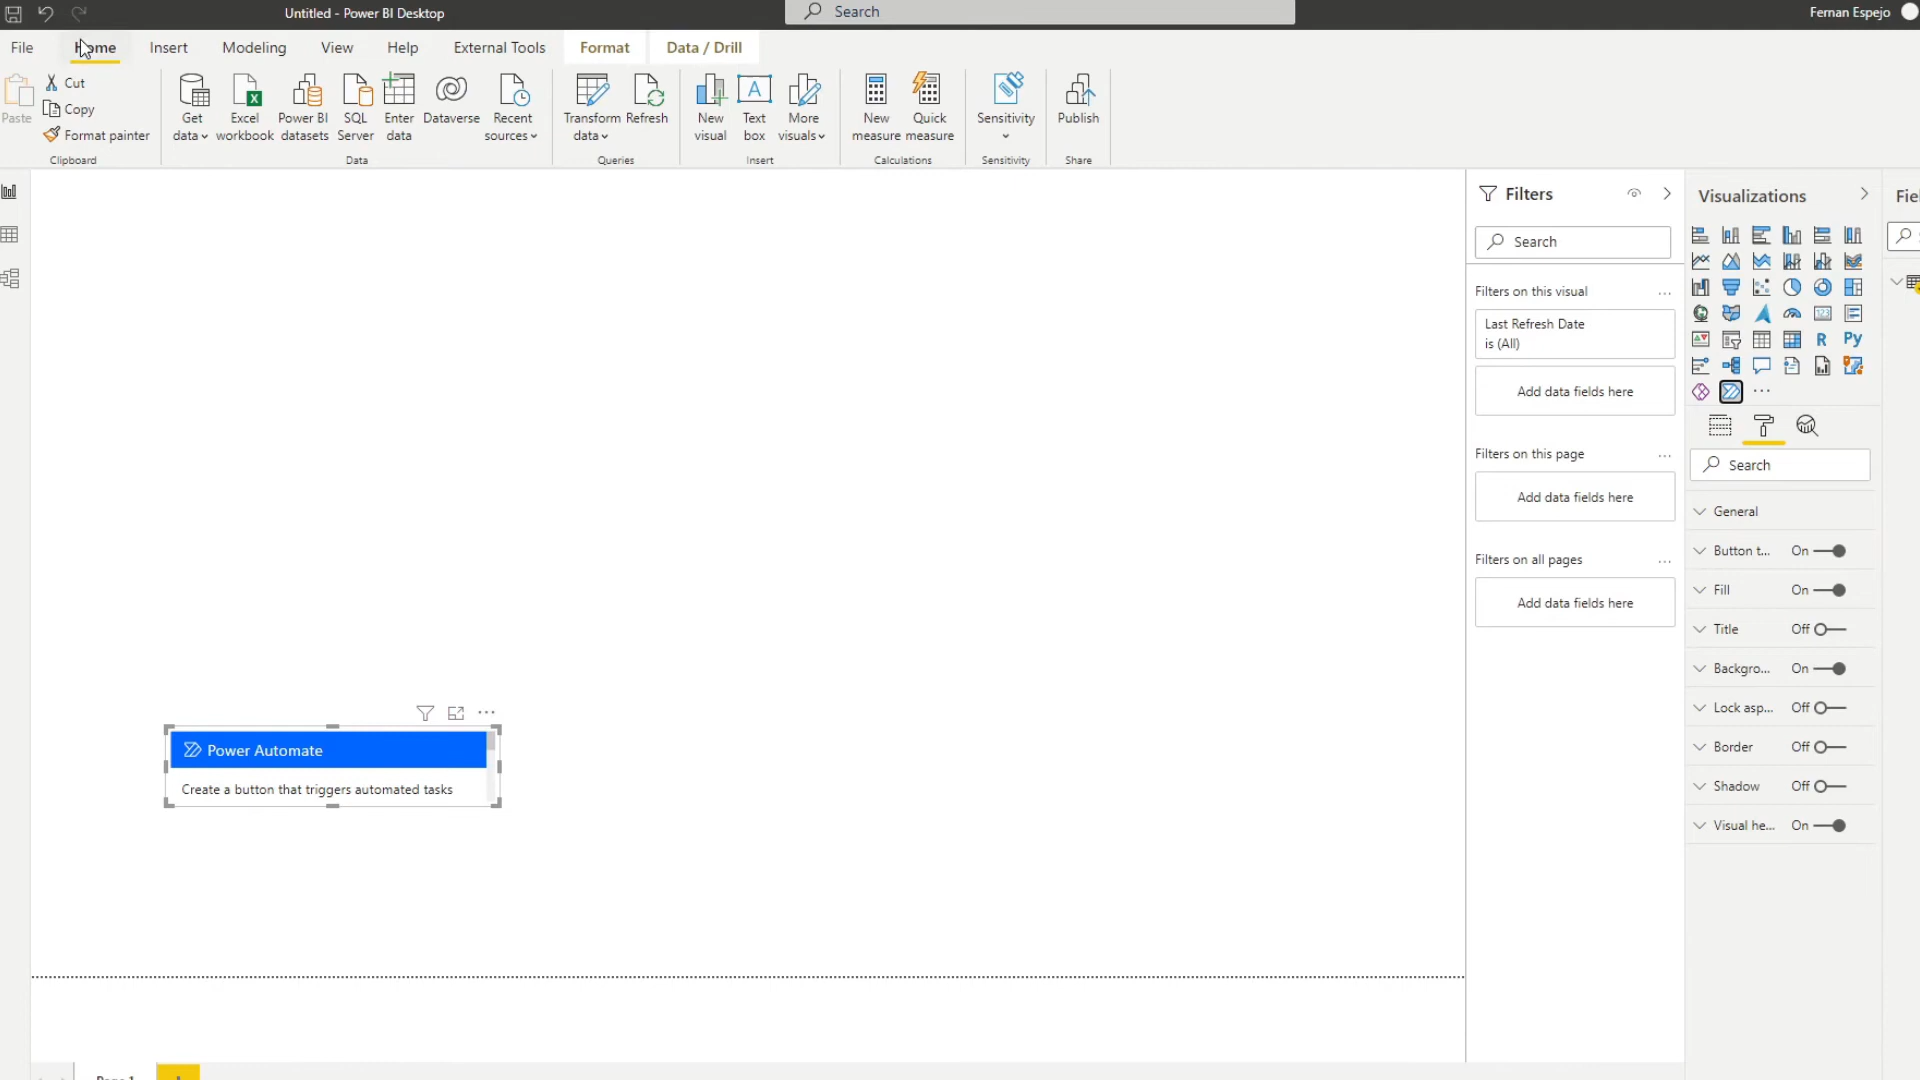 Untitled - Power BI Desktop
Search
Fernan Espejo
File
Home
Insert
Modeling
View
Help
External Tools
Format
Data / Drill
Paste
Cut
Copy
Format painter
Clipboard
Get data
Excel workbook
Power BI datasets
SQL Server
Enter data
Dataverse
Recent sources
Data
Transform data
Refresh
Queries
New visual
Text box
More visuals
Insert
New measure
Quick measure
Calculations
Sensitivity
Sensitivity
Publish
Share
Filters
Search
Filters on this visual
...
Last Refresh Date
is (All)
Add data fields here
Filters on this page
...
Add data fields here
Filters on all pages
...
Add data fields here
Visualizations
R
Py
...
Search
General
Button t... On
Fill On
Title Off
Backgro... On
Lock asp... Off
Border Off
Shadow Off
Visual he... On
Fie
Power Automate
Create a button that triggers automated tasks
Page 1